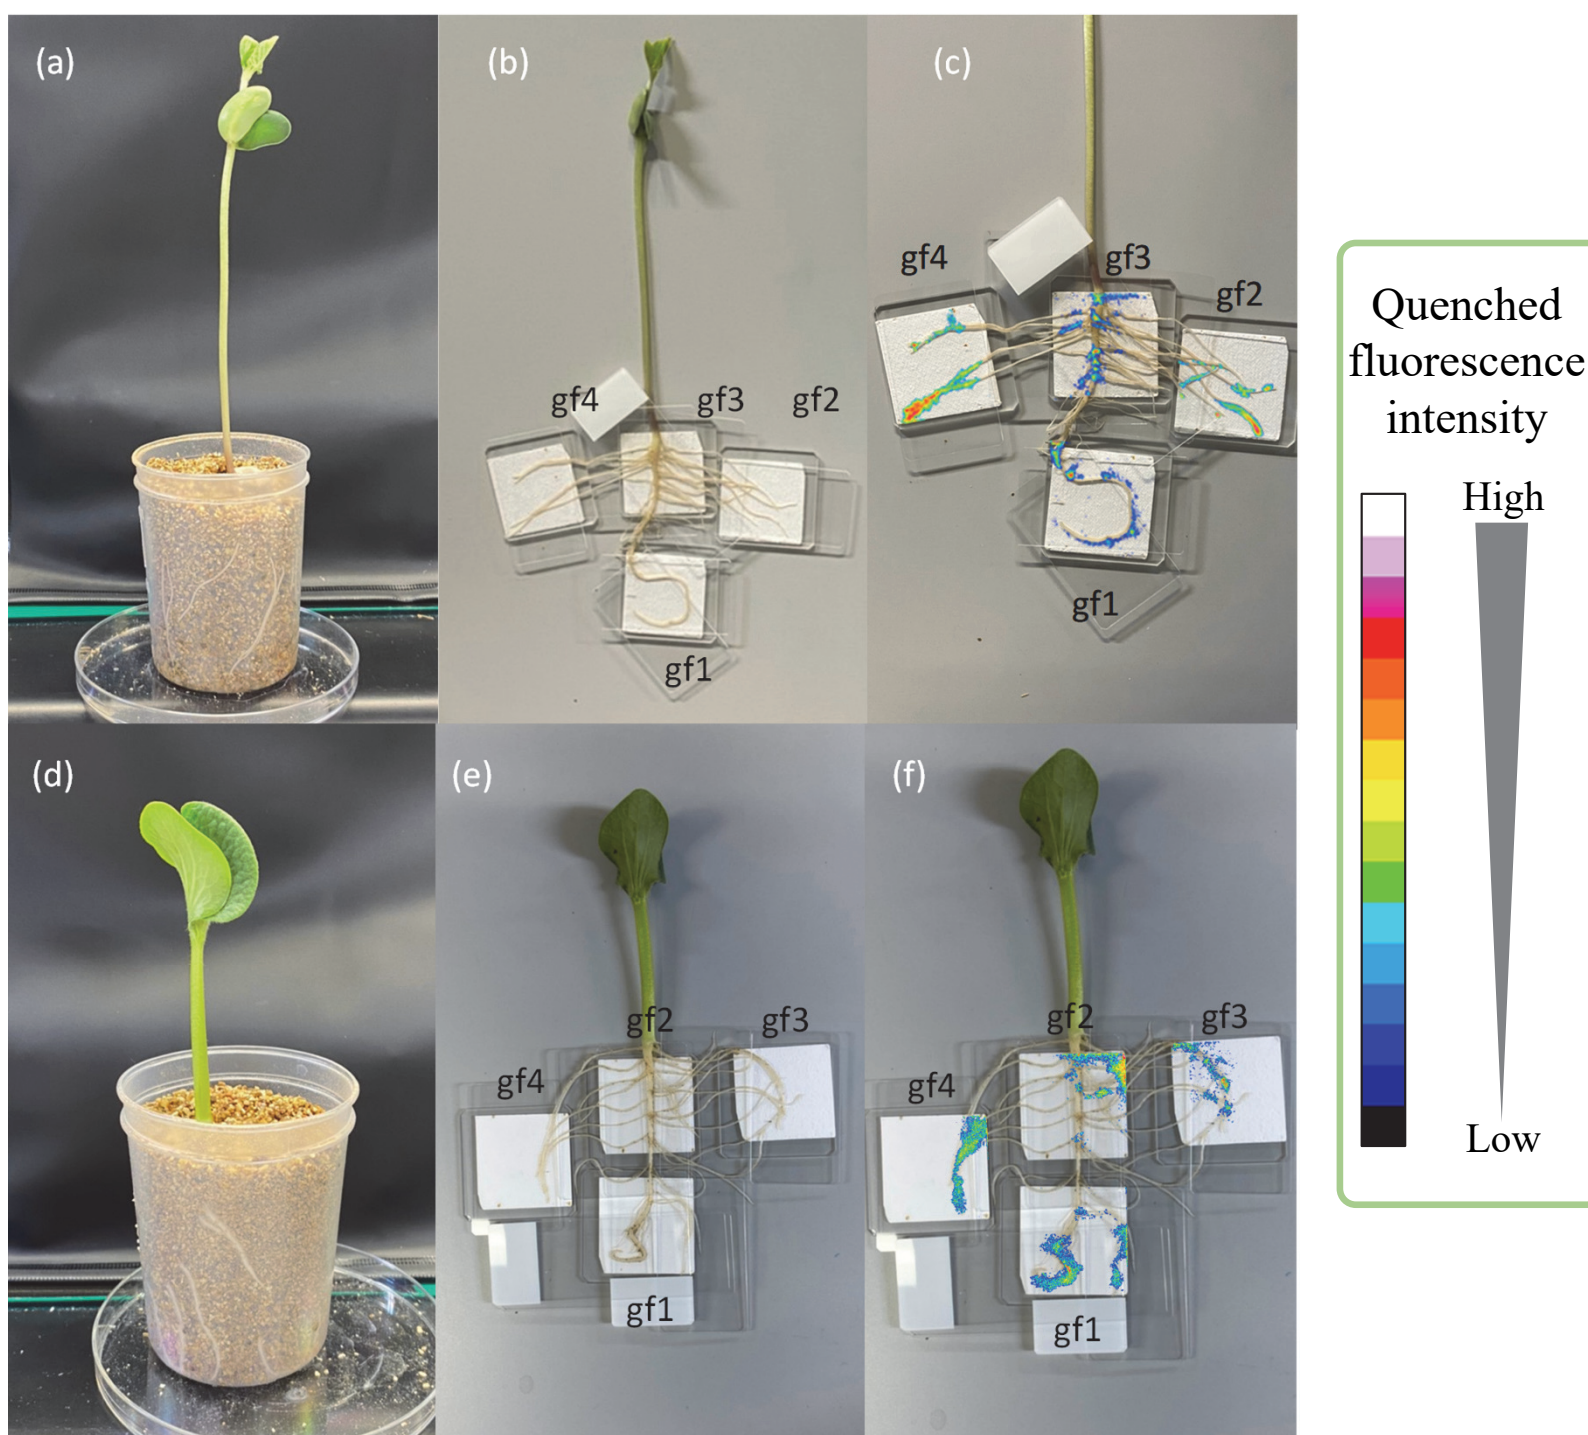 (a)
(b)
gf4
gf3
gf2
gf1
(c)
gf4
gf3
gf2
gf1
(d)
(e)
gf2
gf3
gf4
gf1
(f)
gf2
gf3
gf4
gf1
Quenched
fluorescence
intensity
High
Low